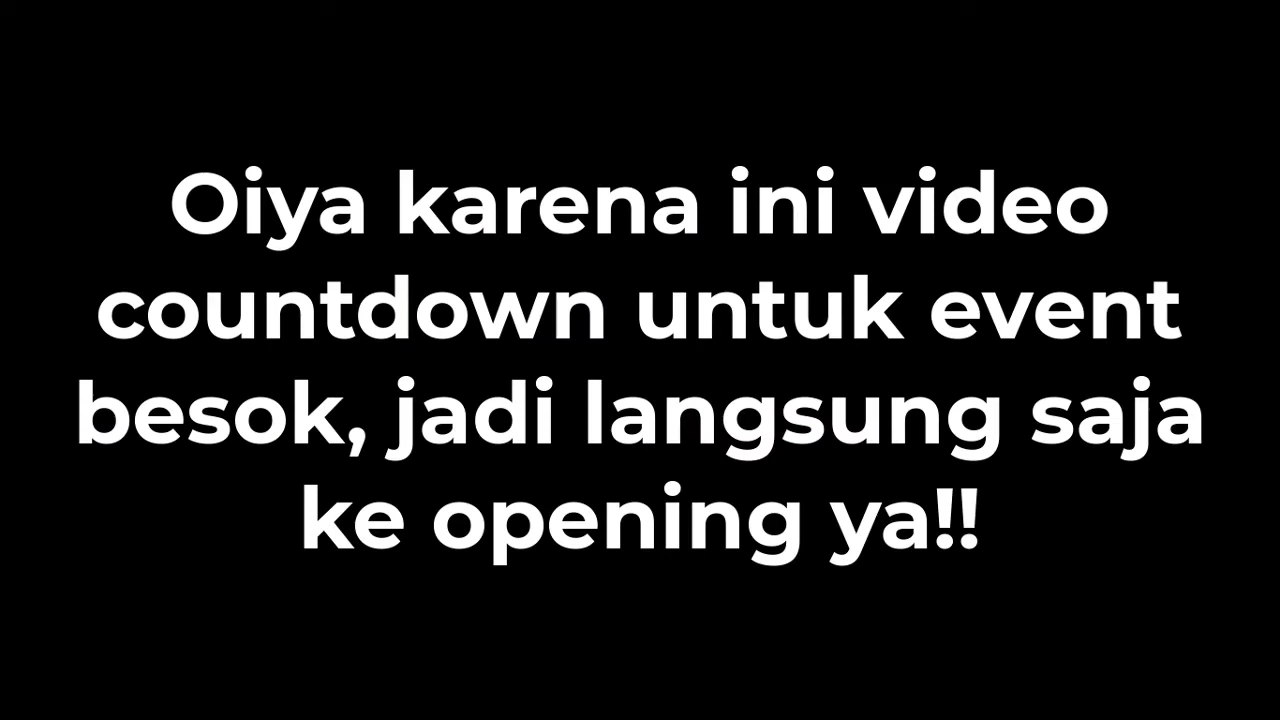 Oiya karena ini video
countdown untuk event
besok, jadi langsung saja
ke opening ya!!